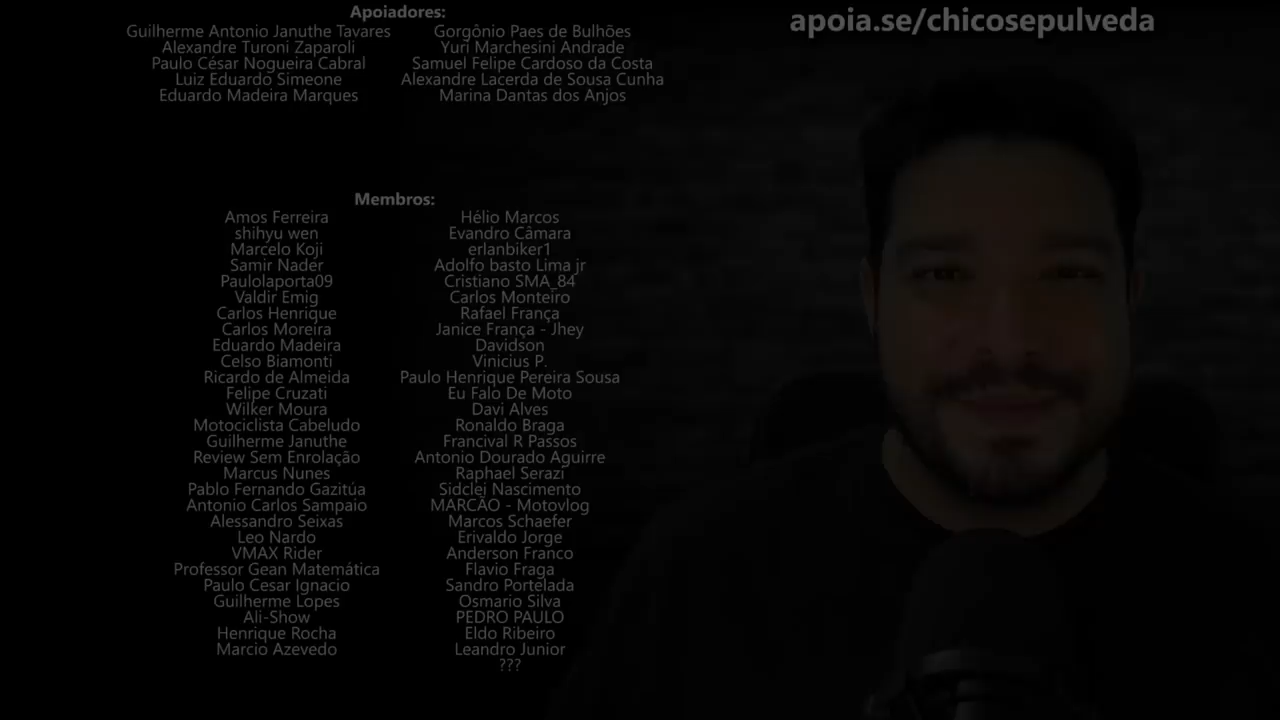 apoia.se/chicosepulveda
Apoiadores:
Guilherme Antonio Januthe Tavares
Alexandre Turoni Zaparoli
Paulo César Nogueira Cabral
Luiz Eduardo Simeone
Eduardo Madeira Marques
Gorgônio Paes de Bulhões
Yuri Marchesini Andrade
Samuel Felipe Cardoso da Costa
Alexandre Lacerda de Sousa Cunha
Marina Dantas dos Anjos
Membros:
Amos Ferreira
shihyu wen
Marcelo Koji
Samir Nader
Paulolaporta09
Valdir Emig
Carlos Henrique
Carlos Moreira
Eduardo Madeira
Celso Biamonti
Ricardo de Almeida
Felipe Cruzati
Wilker Moura
Motociclista Cabeludo
Guilherme Januthe
Review Sem Enrolação
Marcus Nunes
Pablo Fernando Gazitúa
Antonio Carlos Sampaio
Alessandro Seixas
Leo Nardo
VMAX Rider
Professor Gean Matemática
Paulo Cesar Ignacio
Guilherme Lopes
Ali-Show
Henrique Rocha
Marcio Azevedo
Hélio Marcos
Evandro Câmara
erlanbiker1
Adolfo basto Lima jr
Cristiano SMA_84
Carlos Monteiro
Rafael França
Janice França - Jhey
Davidson
Vinicius P.
Paulo Henrique Pereira Sousa
Eu Falo De Moto
Davi Alves
Ronaldo Braga
Francival R Passos
Antonio Dourado Aguirre
Raphael Serazi
Sidclei Nascimento
MARCÃO - Motovlog
Marcos Schaefer
Erivaldo Jorge
Anderson Franco
Flavio Fraga
Sandro Portelada
Osmario Silva
PEDRO PAULO
Eldo Ribeiro
Leandro Junior
???